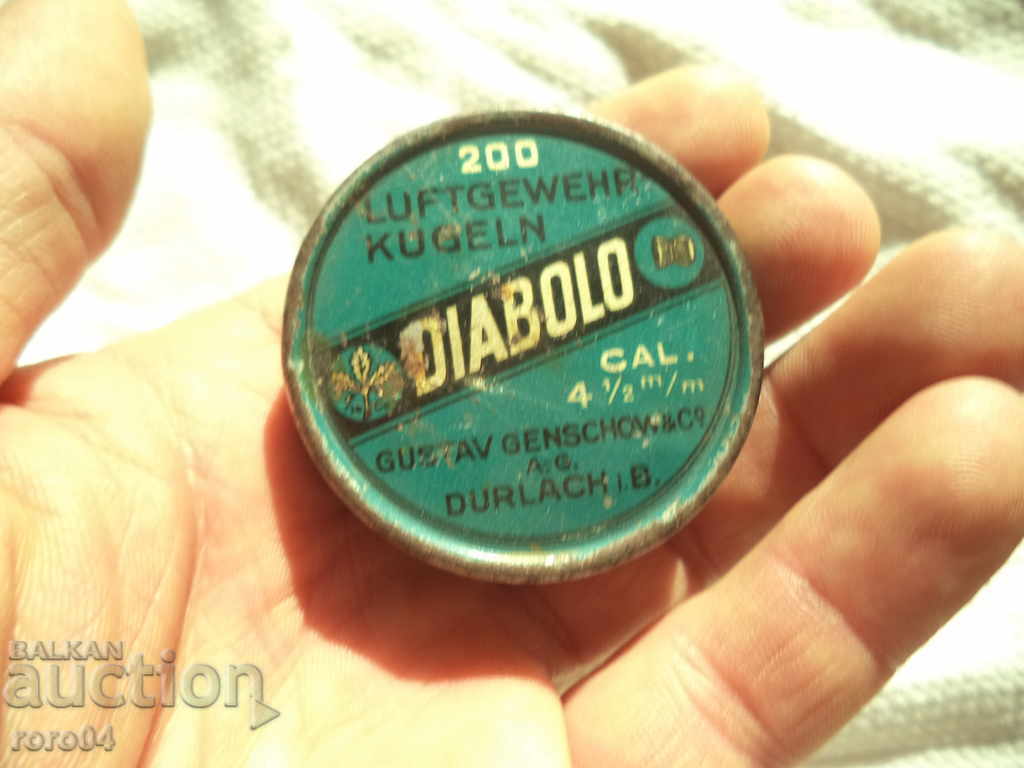 200
LUFTGEWEHR
KUGELN
DIABOLO
CAL.
4 1/2 m/m
GUSTAV GENSCHOW & Co
A.G.
DURLACH i. B.
BALKAN
auction
roro04